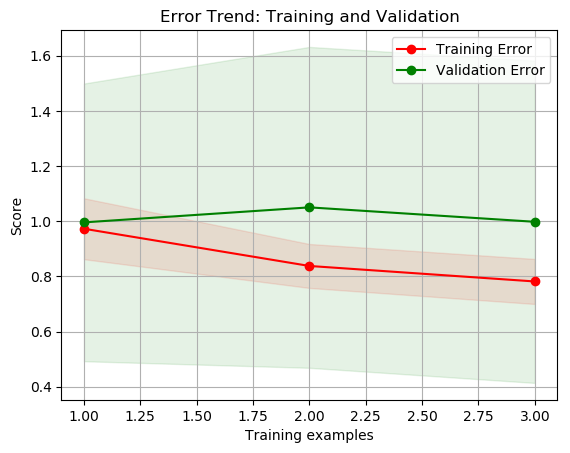 Error Trend: Training and Validation
Training Error
Validation Error
Score
1.6
1.4
1.2
1.0
0.8
0.6
0.4
1.00 1.25 1.50 1.75 2.00 2.25 2.50 2.75 3.00
Training examples